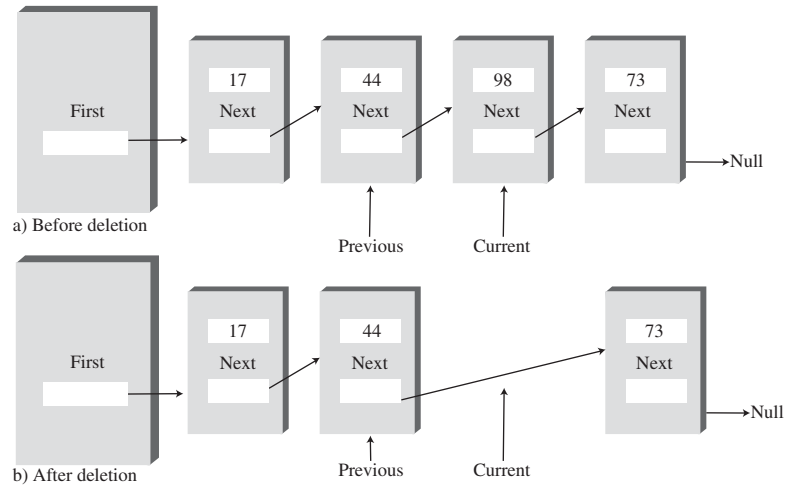 17 44 98 73
First Next Next Next Next
Null
a) Before deletion
Previous Current
17 44 73
First Next Next Next
Null
b) After deletion
Previous Current